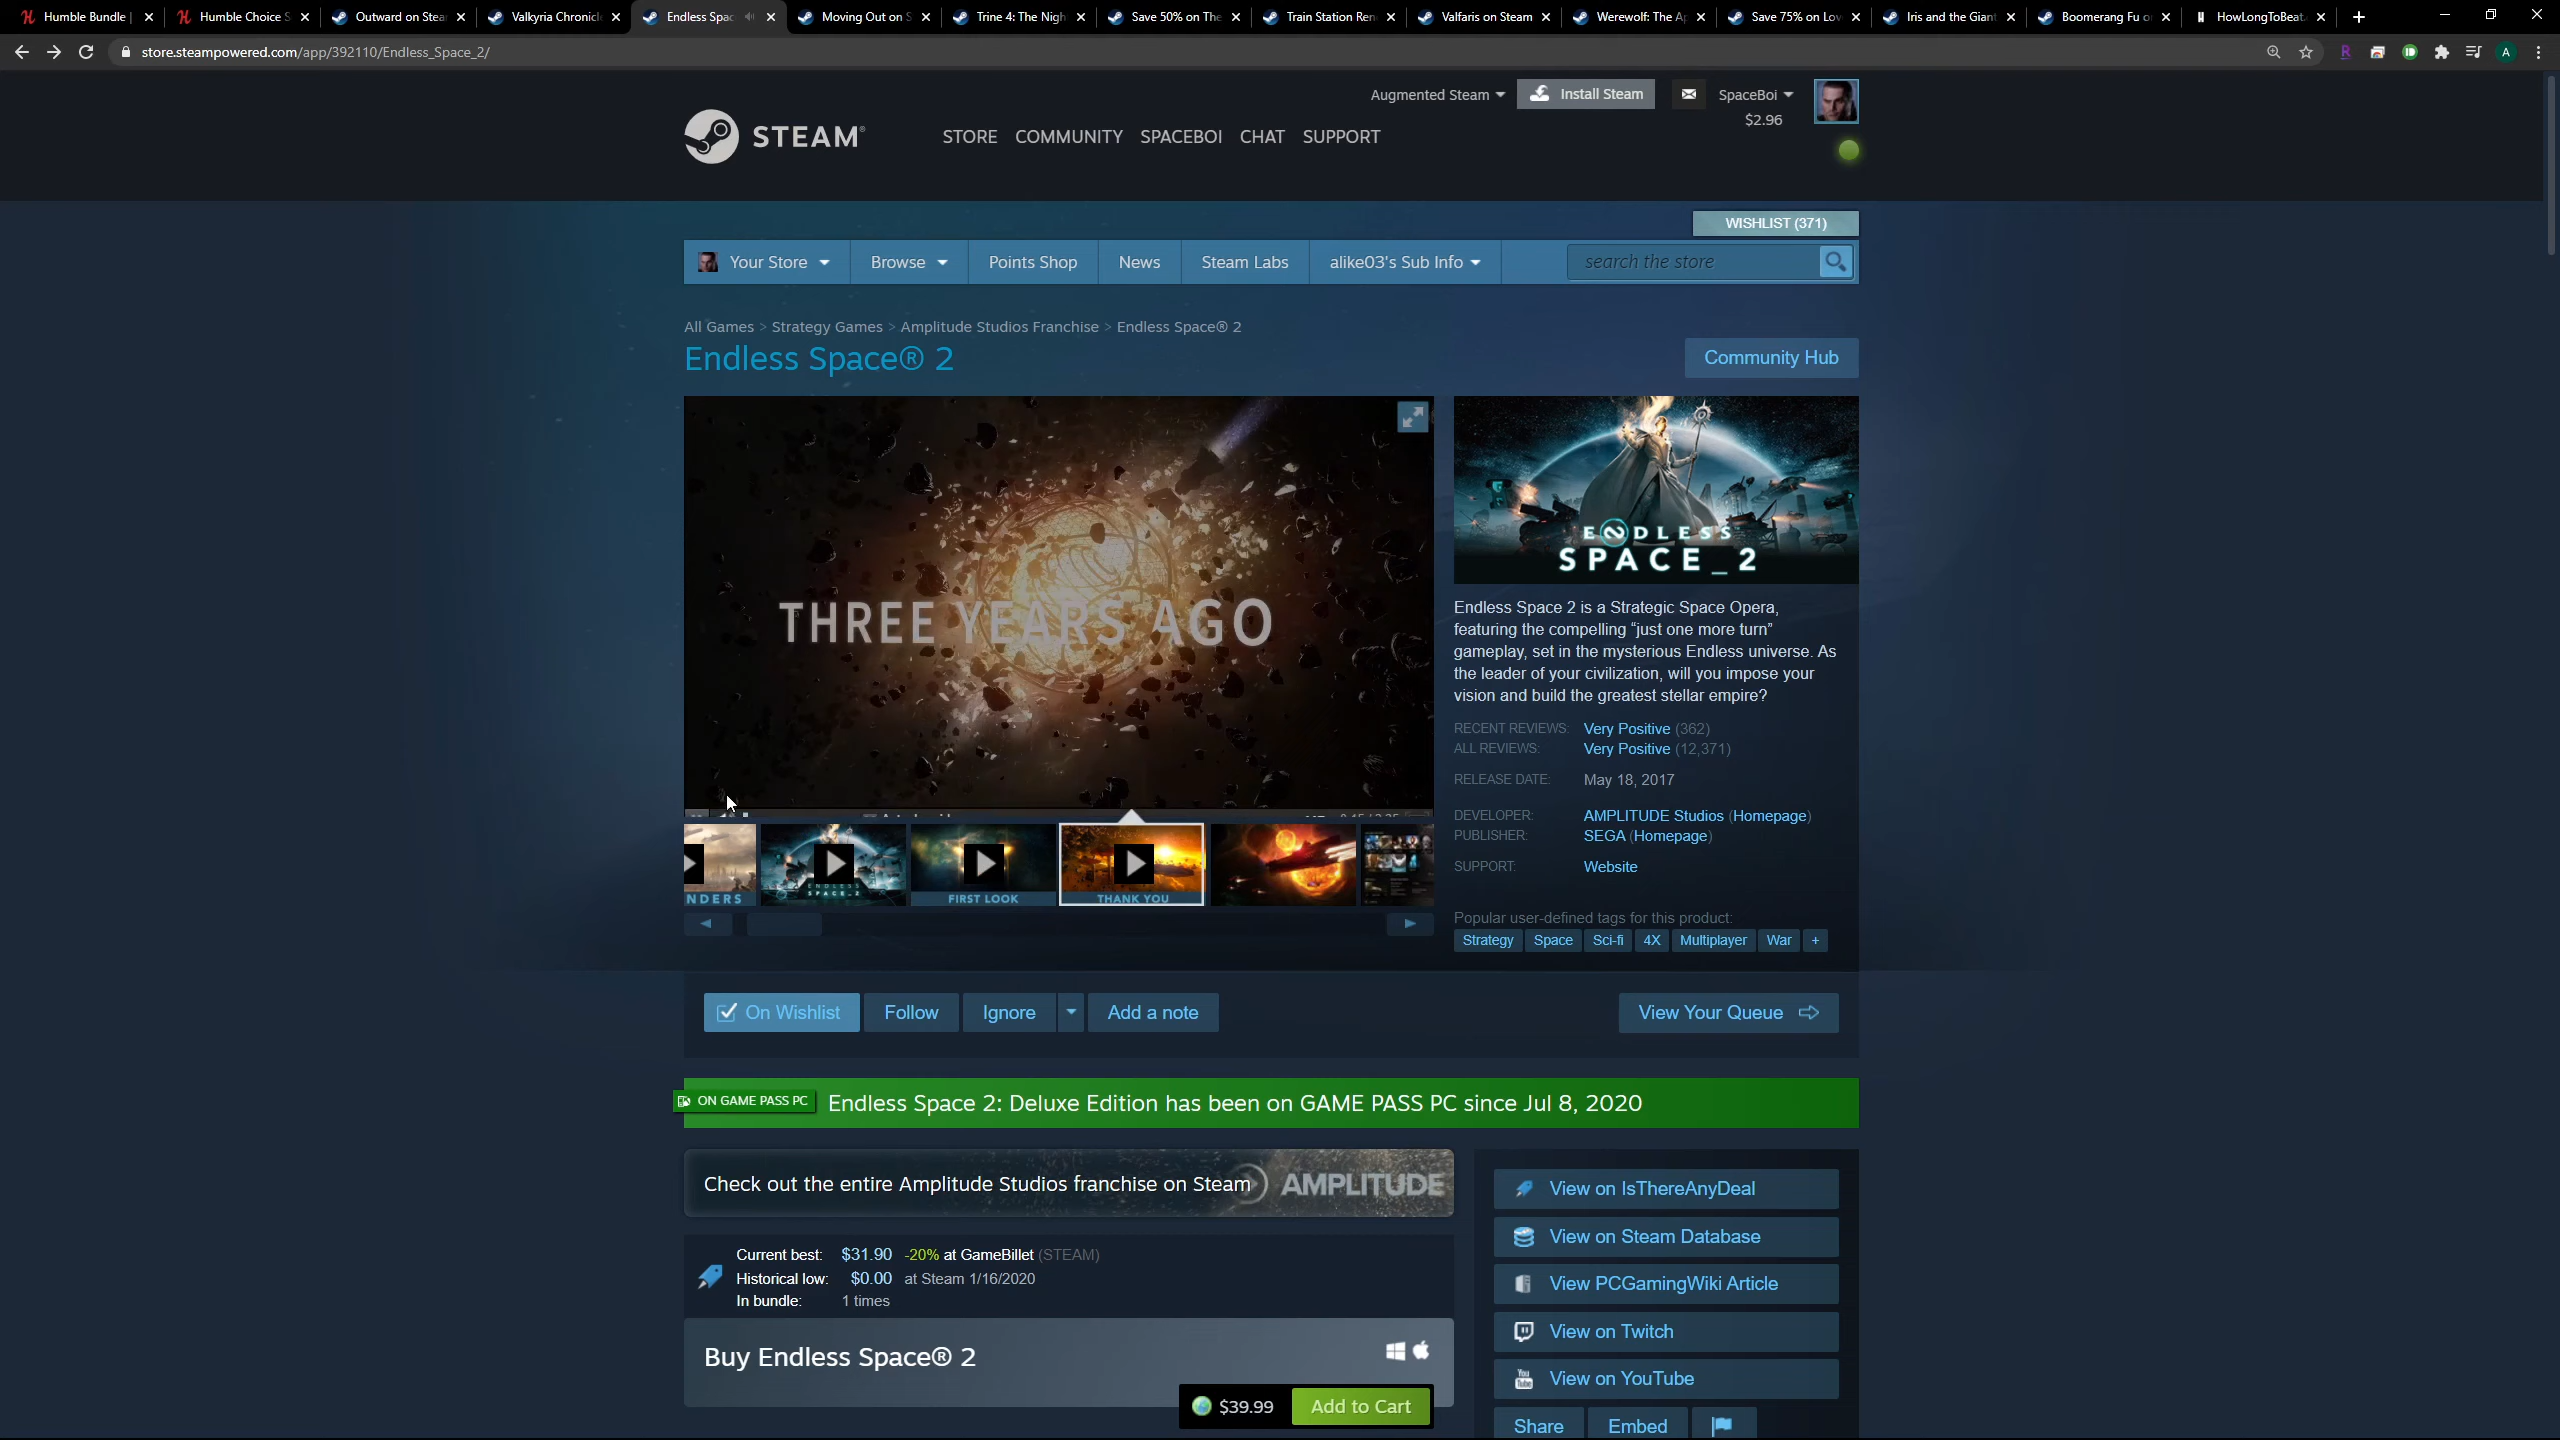 Humble Bundle |
Humble Choice S
Outward on Stea
Valkyria Chronicl
Endless Spac
Moving Out on S
Trine 4: The Nigh
Save 50% on The
Train Station Ren
Valfaris on Steam
Werewolf: The Ap
Save 75% on Lov
Iris and the Giant
Boomerang Fu o
HowLongToBeat.
store.steampowered.com/app/392110/Endless_Space_2/
Augmented Steam
Install Steam
SpaceBoi
$2.96
STEAM®
STORE COMMUNITY SPACEBOI CHAT SUPPORT
WISHLIST (371)
Your Store
Browse
Points Shop
News
Steam Labs
alike03's Sub Info
search the store
All Games > Strategy Games > Amplitude Studios Franchise > Endless Space® 2
Endless Space® 2
Community Hub
THREE YEARS AGO
ENDLESS
SPACE_2
Endless Space 2 is a Strategic Space Opera,
featuring the compelling “just one more turn”
gameplay, set in the mysterious Endless universe. As
the leader of your civilization, will you impose your
vision and build the greatest stellar empire?
RECENT REVIEWS: Very Positive (362)
ALL REVIEWS: Very Positive (12,371)
RELEASE DATE: May 18, 2017
DEVELOPER: AMPLITUDE Studios (Homepage)
PUBLISHER: SEGA (Homepage)
SUPPORT: Website
Popular user-defined tags for this product:
Strategy Space Sci-fi 4X Multiplayer War +
NDERS
ENDLESS
SPACE_2
FIRST LOOK
THANK YOU
On Wishlist
Follow
Ignore
Add a note
View Your Queue
ON GAME PASS PC
Endless Space 2: Deluxe Edition has been on GAME PASS PC since Jul 8, 2020
Check out the entire Amplitude Studios franchise on Steam
AMPLITUDE
Current best: $31.90 -20% at GameBillet (STEAM)
Historical low: $0.00 at Steam 1/16/2020
In bundle: 1 times
Buy Endless Space® 2
$39.99
Add to Cart
View on IsThereAnyDeal
View on Steam Database
View PCGamingWiki Article
View on Twitch
View on YouTube
Share
Embed